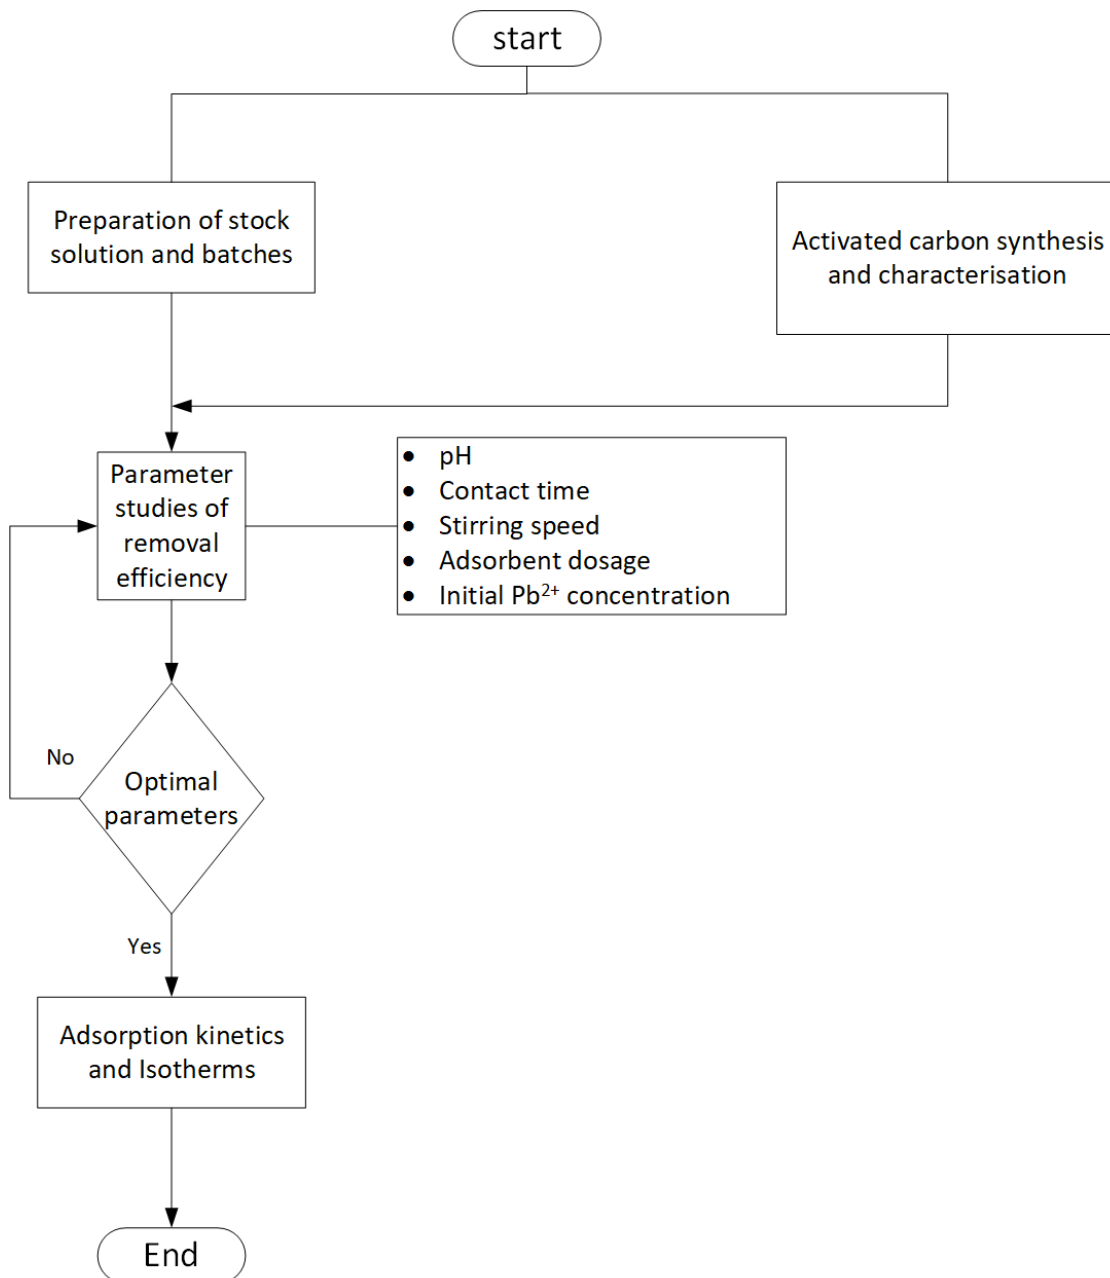 start
Preparation of stock
solution and batches
Activated carbon synthesis
and characterisation
Parameter
studies of
removal
efficiency
• pH
• Contact time
• Stirring speed
• Adsorbent dosage
• Initial Pb²⁺ concentration
No
Optimal
parameters
Yes
Adsorption kinetics
and Isotherms
End